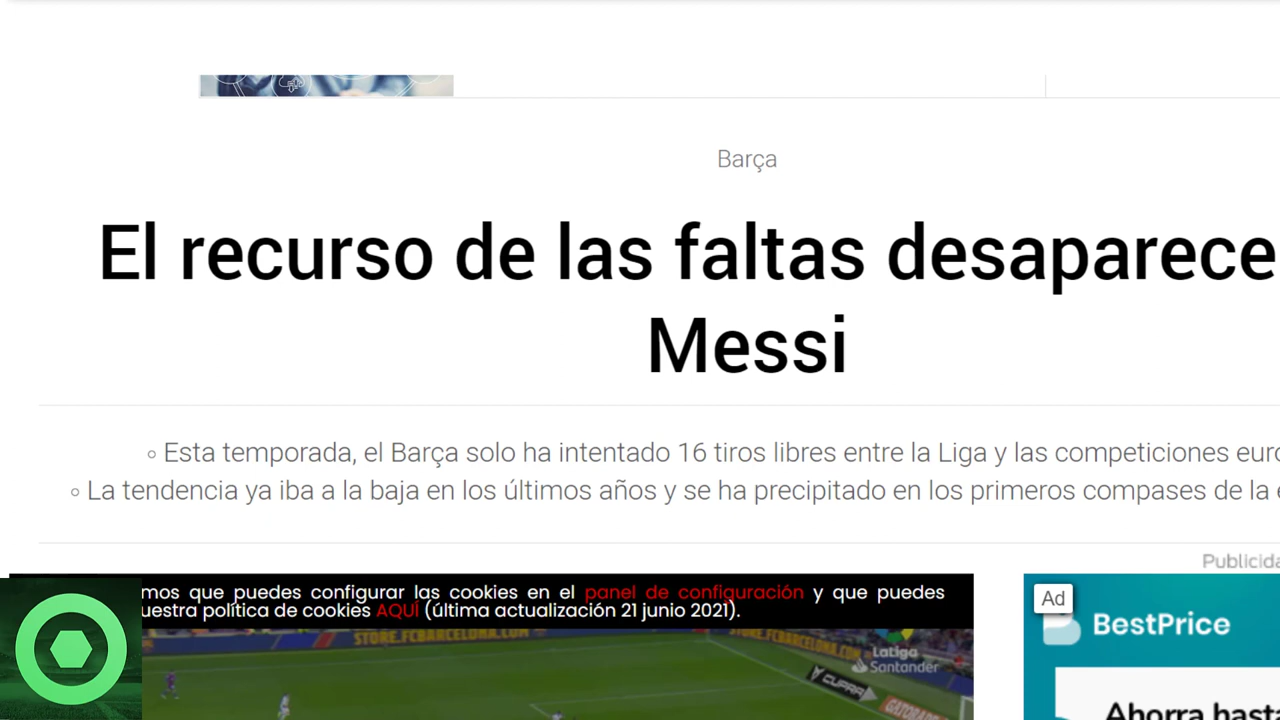 Barça
El recurso de las faltas desaparece
Messi
Esta temporada, el Barça solo ha intentado 16 tiros libres entre la Liga y las competiciones euro
La tendencia ya iba a la baja en los últimos años y se ha precipitado en los primeros compases de la
Publicida
mos que puedes configurar las cookies en el panel de configuración y que puedes
uestra política de cookies AQUÍ (última actualización 21 junio 2021).
Ad
BestPrice
STORE.FCBARCELONA.COM
LaLiga
Santander
CUPRA
GATORADE
Ahorra hasta